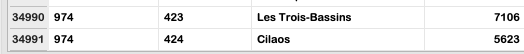 34990 974 423 Les Trois-Bassins 7106
34991 974 424 Cilaos 5623